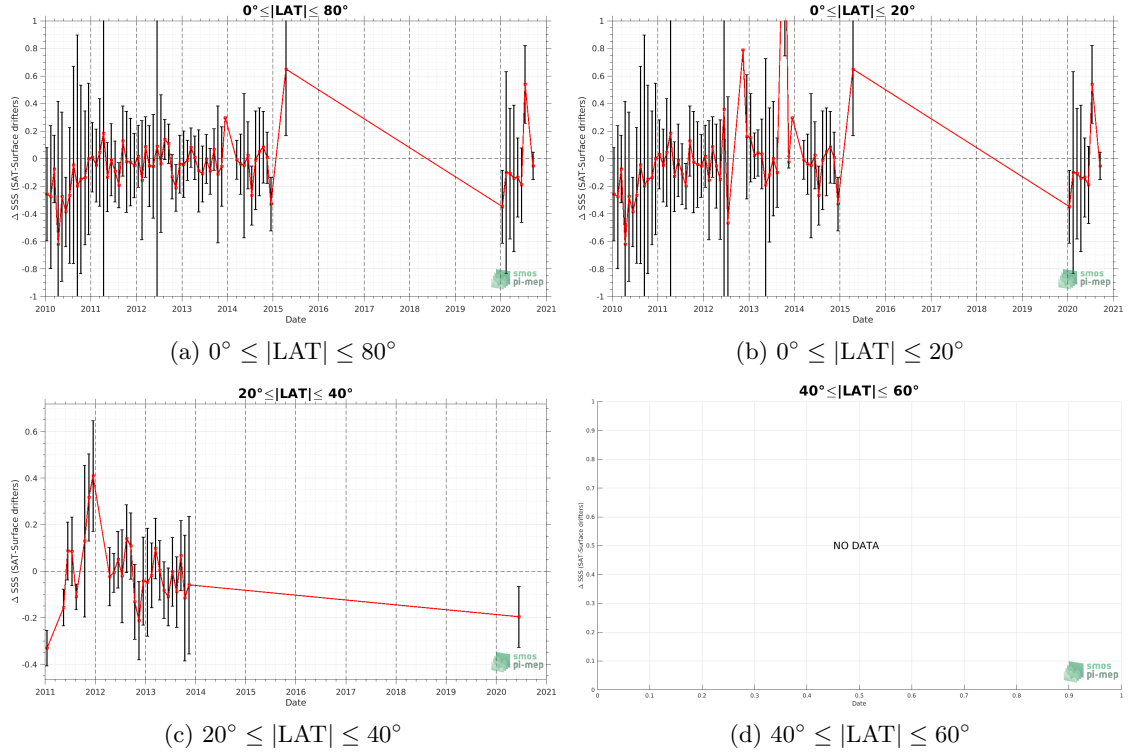 0°≤|LAT|≤ 80°
Δ SSS (SAT-Surface drifters)
1
0.8
0.6
0.4
0.2
0
-0.2
-0.4
-0.6
-0.8
-1
2010 2011 2012 2013 2014 2015 2016 2017 2018 2019 2020 2021
Date
smos
pi-mep
(a) 0° ≤ |LAT| ≤ 80°
0°≤|LAT|≤ 20°
Δ SSS (SAT-Surface drifters)
1
0.8
0.6
0.4
0.2
0
-0.2
-0.4
-0.6
-0.8
-1
2010 2011 2012 2013 2014 2015 2016 2017 2018 2019 2020 2021
Date
smos
pi-mep
(b) 0° ≤ |LAT| ≤ 20°
20°≤|LAT|≤ 40°
Δ SSS (SAT-Surface drifters)
0.6
0.4
0.2
0
-0.2
-0.4
2011 2012 2013 2014 2015 2016 2017 2018 2019 2020 2021
Date
smos
pi-mep
(c) 20° ≤ |LAT| ≤ 40°
40°≤|LAT|≤ 60°
Δ SSS (SAT-Surface drifters)
1
0.9
0.8
0.7
0.6
0.5
0.4
0.3
0.2
0.1
0
NO DATA
0 0.1 0.2 0.3 0.4 0.5 0.6 0.7 0.8 0.9 1
Date
smos
pi-mep
(d) 40° ≤ |LAT| ≤ 60°